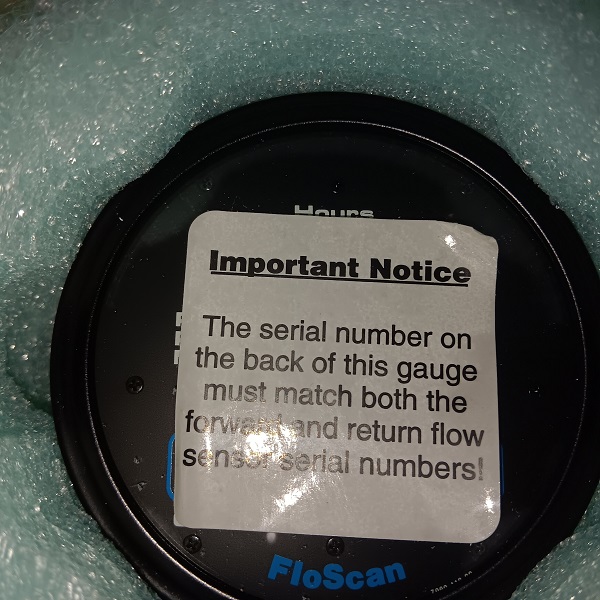 Hours
Important Notice
The serial number on
the back of this gauge
must match both the
forward and return flow
sensor serial numbers!
FloScan